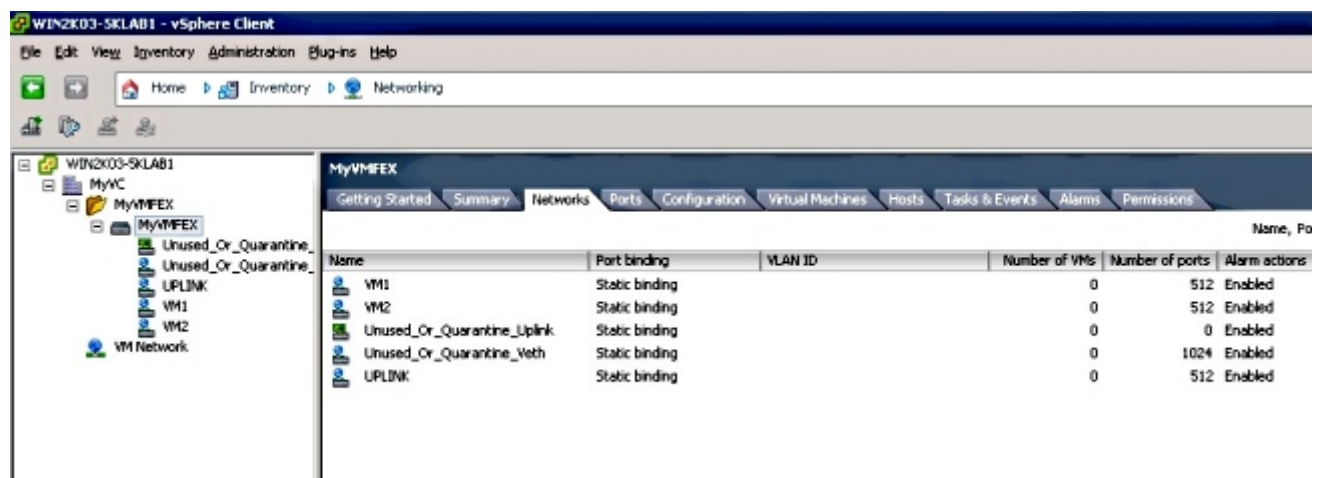 WIN2K03-SKLAB1 - vSphere Client
File Edit View Inventory Administration Plug-ins Help
Home Inventory Networking
WIN2K03-SKLAB1
MyVC
MyVMFEX
MyVMFEX
Unused_Or_Quarantine_
Unused_Or_Quarantine_
UPLINK
VM1
VM2
VM Network
MyVMFEX
Getting Started Summary Networks Ports Configuration Virtual Machines Hosts Tasks & Events Alarms Permissions
Name, Po
Name Port binding VLAN ID Number of VMs Number of ports Alarm actions
VM1 Static binding 0 512 Enabled
VM2 Static binding 0 512 Enabled
Unused_Or_Quarantine_Uplink Static binding 0 0 Enabled
Unused_Or_Quarantine_Veth Static binding 0 1024 Enabled
UPLINK Static binding 0 512 Enabled